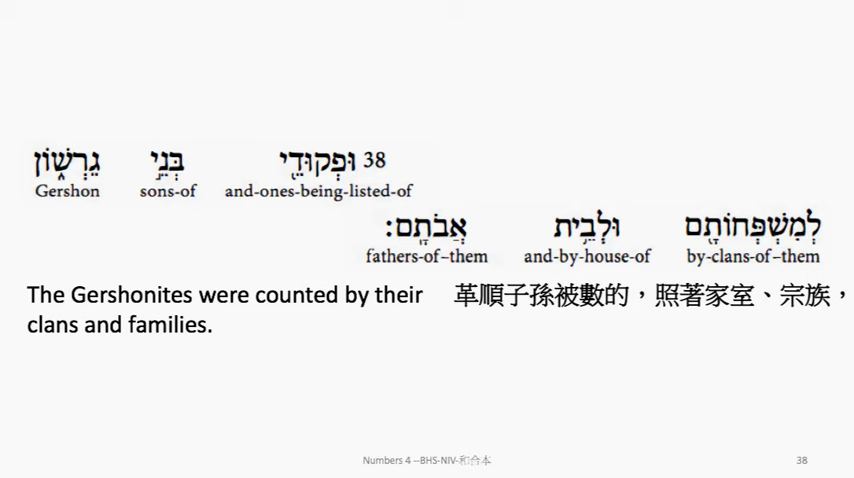 38 וּפְקוּדֵ֖י בְּנֵ֣י גֵרְשׁ֑וֹן
and-ones-being-listed-of sons-of Gershon
לְמִשְׁפְּחוֹתָ֖ם וּלְבֵ֥ית אֲבֹתָֽם׃
by-clans-of–them and-by-house-of fathers-of–them
The Gershonites were counted by their
clans and families.
革順子孫被數的，照著家室、宗族，
Numbers 4 --BHS-NIV-和合本
38